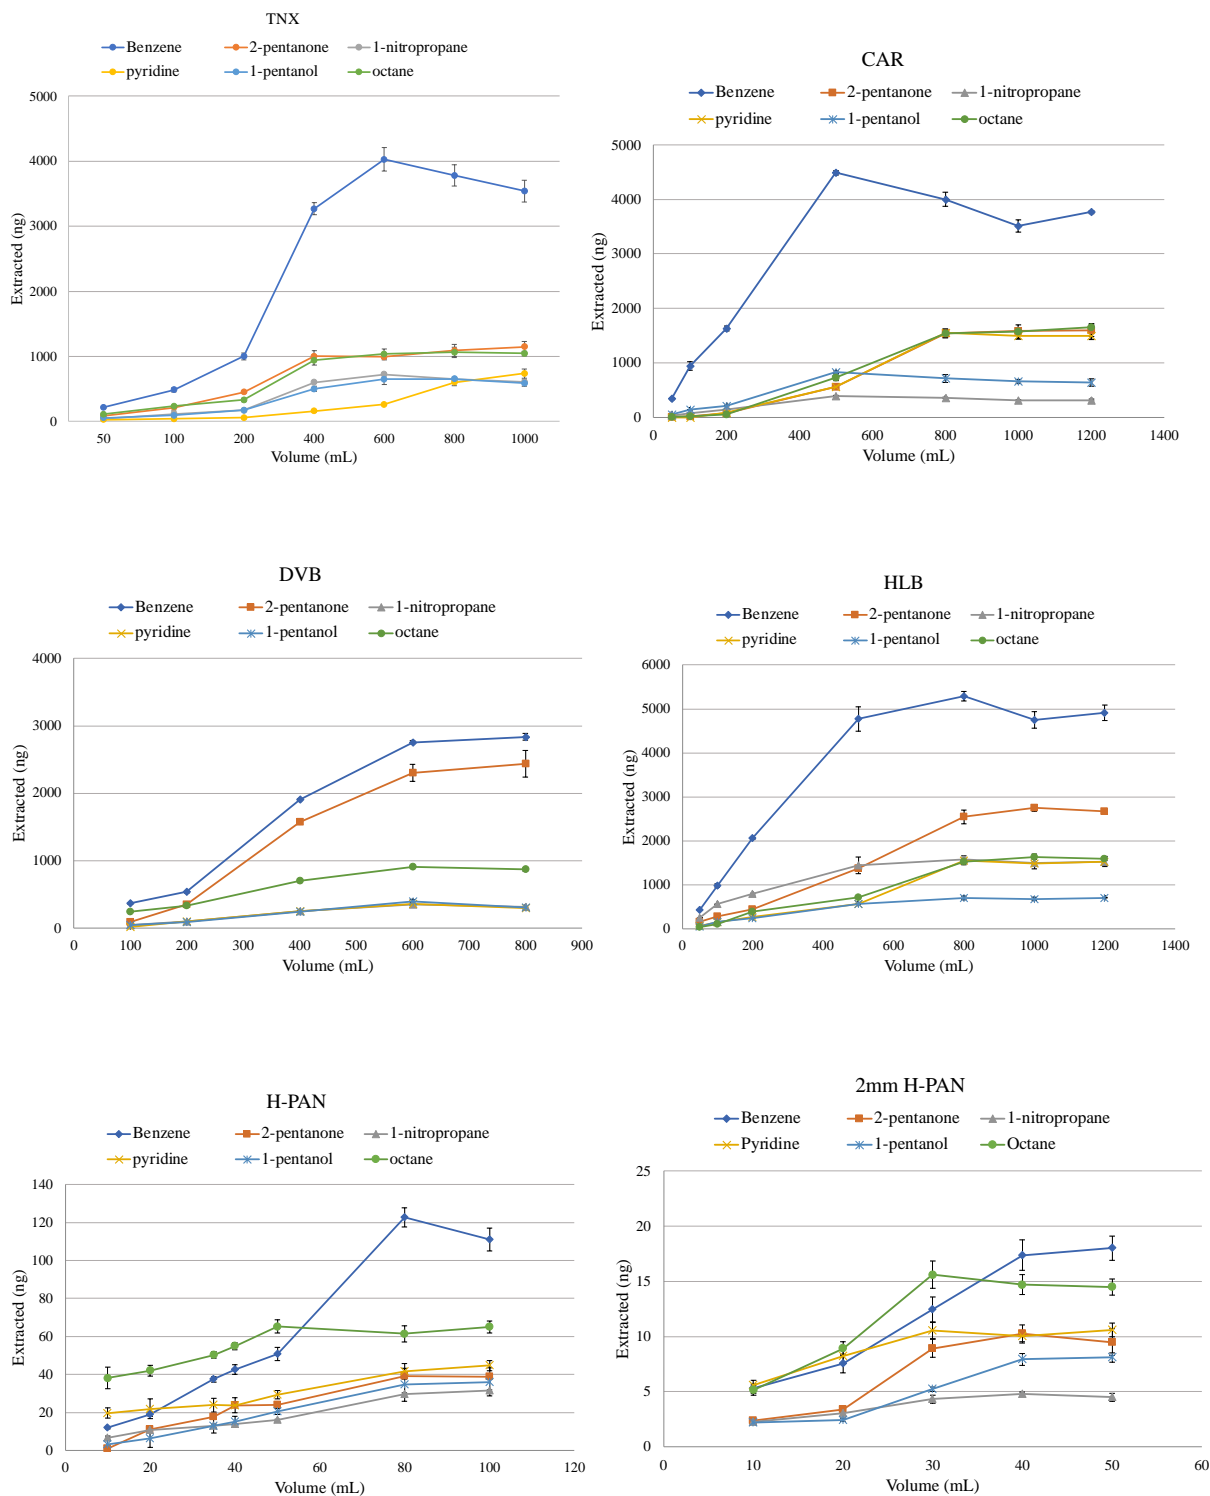 TNX
Benzene 2-pentanone 1-nitropropane
pyridine 1-pentanol octane
5000
4000
3000
2000
1000
0
Extracted (ng)
50 100 200 400 600 800 1000
Volume (mL)
CAR
Benzene 2-pentanone 1-nitropropane
pyridine 1-pentanol octane
5000
4000
3000
2000
1000
0
Extracted (ng)
0 200 400 600 800 1000 1200 1400
Volume (mL)
DVB
Benzene 2-pentanone 1-nitropropane
pyridine 1-pentanol octane
4000
3000
2000
1000
0
Extracted (ng)
0 100 200 300 400 500 600 700 800 900
Volume (mL)
HLB
Benzene 2-pentanone 1-nitropropane
pyridine 1-pentanol octane
6000
5000
4000
3000
2000
1000
0
Extracted (ng)
0 200 400 600 800 1000 1200 1400
Volume (mL)
H-PAN
Benzene 2-pentanone 1-nitropropane
pyridine 1-pentanol octane
140
120
100
80
60
40
20
0
Extracted (ng)
0 20 40 60 80 100 120
Volume (mL)
2mm H-PAN
Benzene 2-pentanone 1-nitropropane
Pyridine 1-pentanol Octane
25
20
15
10
5
0
Extracted (ng)
0 10 20 30 40 50 60
Volume (mL)